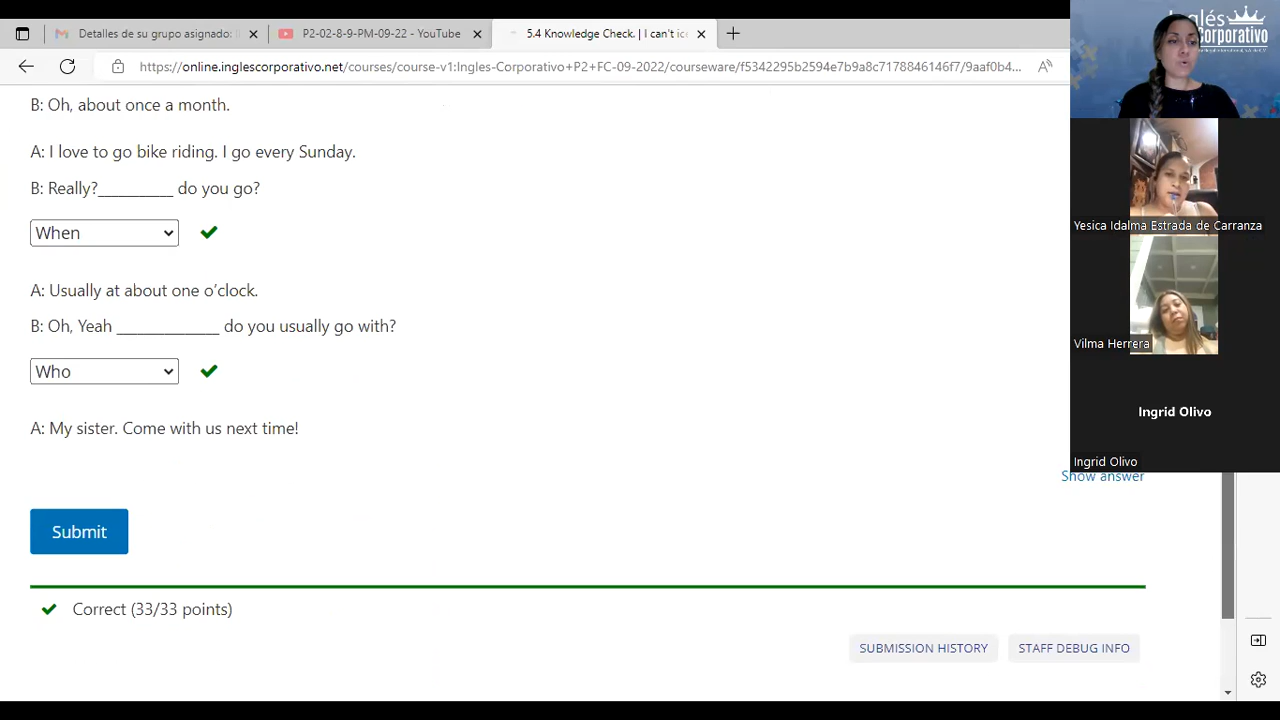 Detalles de su grupo asignado: I
P2-02-8-9-PM-09-22 - YouTube
5.4 Knowledge Check. | I can't ice
https://online.inglescorporativo.net/courses/course-v1:Ingles-Corporativo+P2+FC-09-2022/courseware/f5342295b2594e7b9a8c7178846146f7/9aaf0b4...
B: Oh, about once a month.
A: I love to go bike riding. I go every Sunday.
B: Really?_________ do you go?
When
A: Usually at about one o'clock.
B: Oh, Yeah ____________ do you usually go with?
Who
A: My sister. Come with us next time!
Show answer
Submit
Correct (33/33 points)
SUBMISSION HISTORY
STAFF DEBUG INFO
Inglés
Corporativo
Yesica Idalma Estrada de Carranza
Vilma Herrera
Ingrid Olivo
Ingrid Olivo